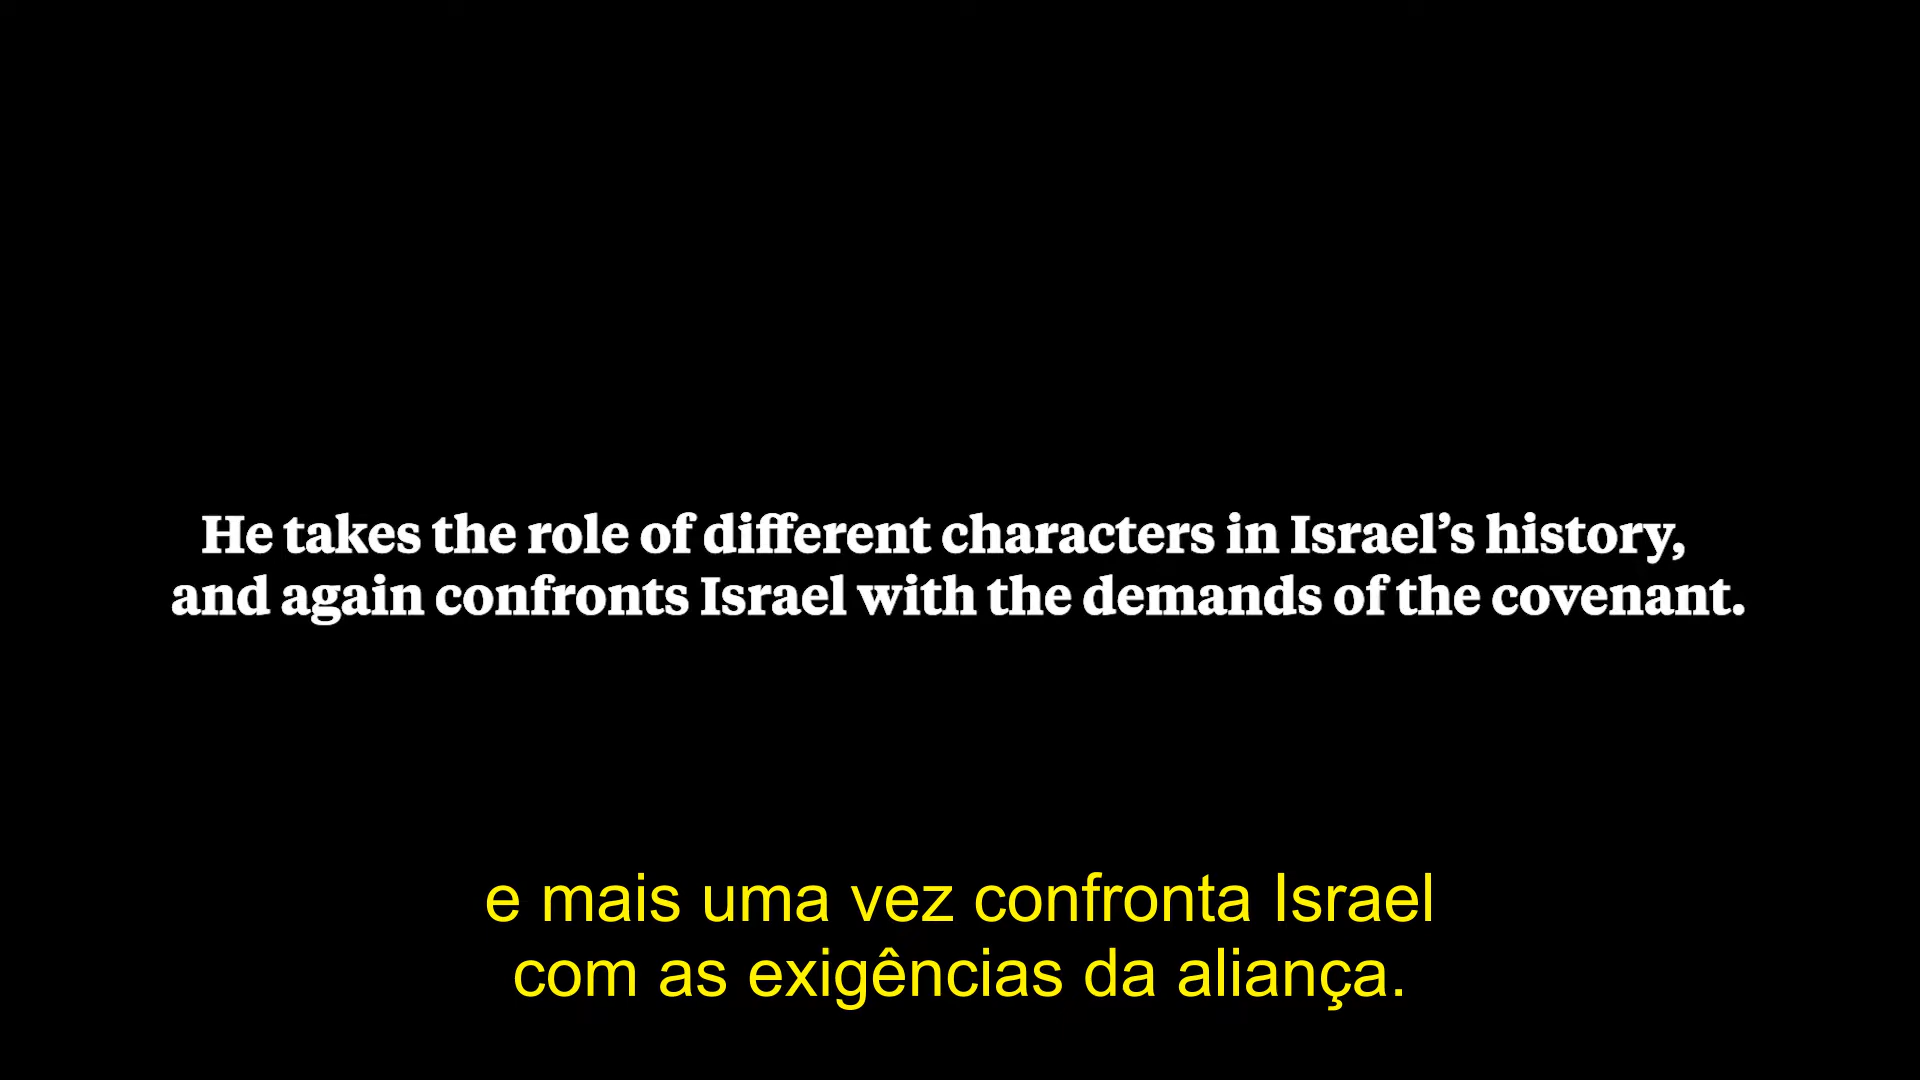 He takes the role of different characters in Israel’s history,
and again confronts Israel with the demands of the covenant.
e mais uma vez confronta Israel
com as exigências da aliança.